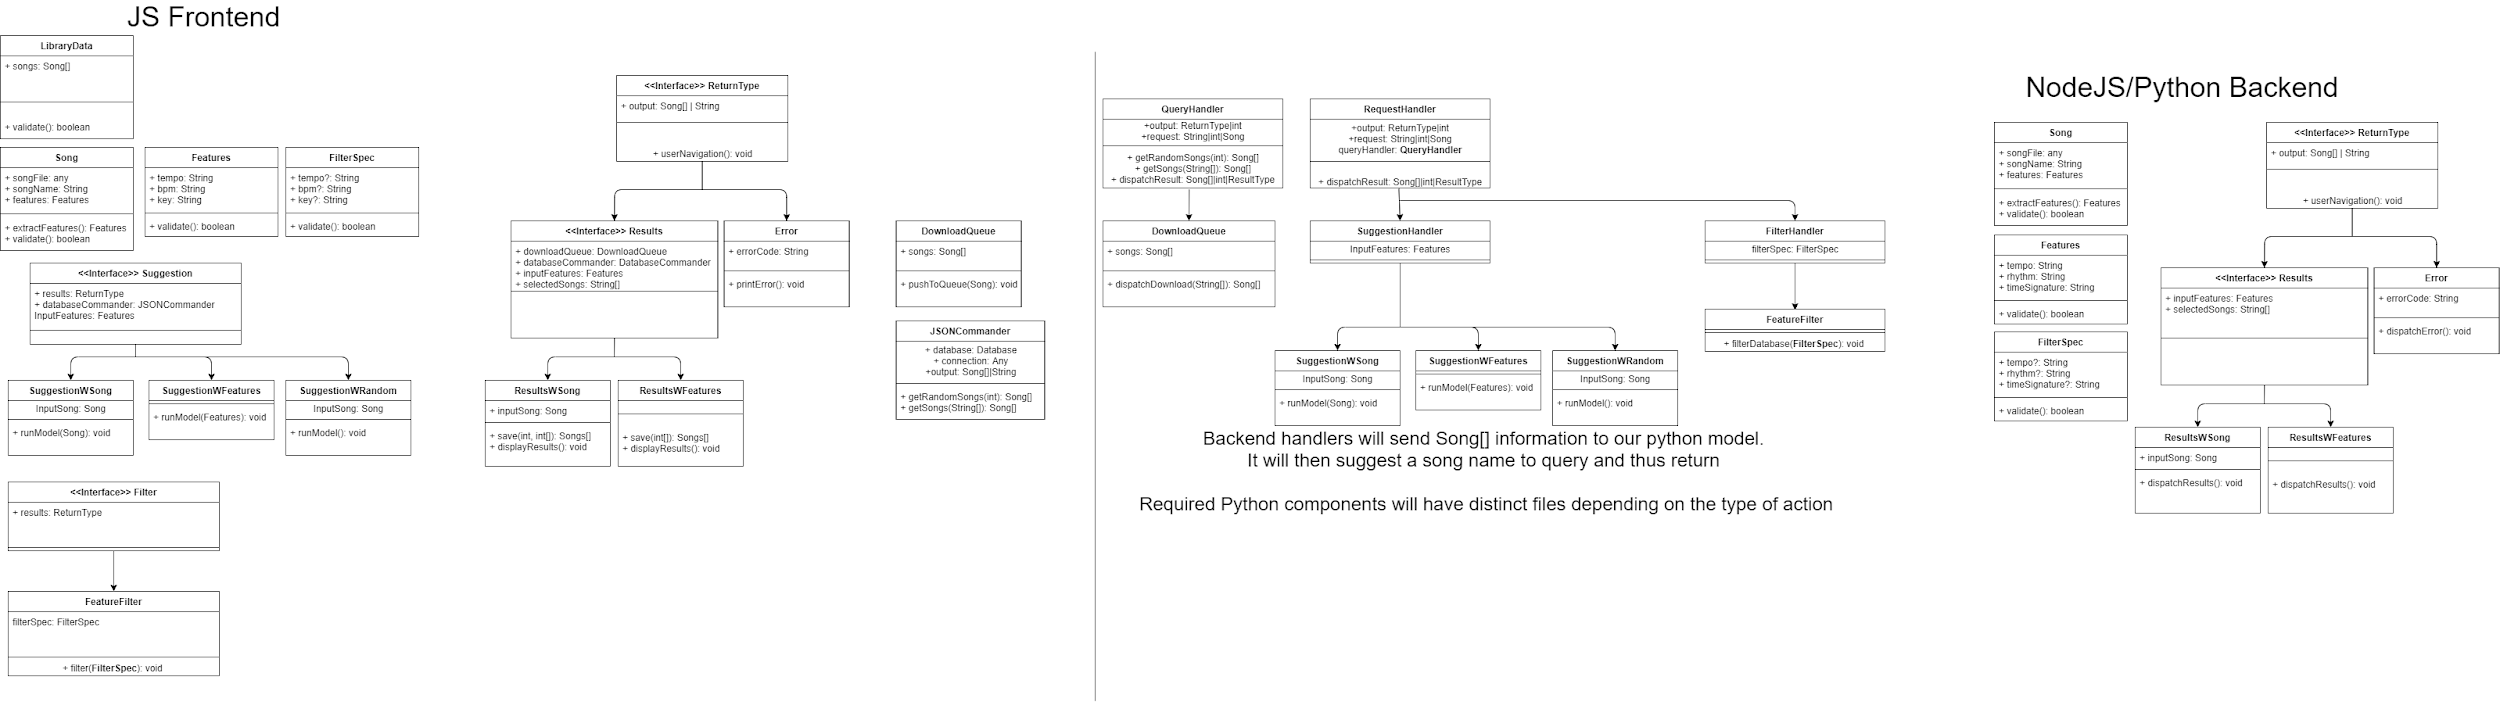 JS Frontend
LibraryData
+ songs: Song[]
+ validate(): boolean
Song
+ songFile: any
+ songName: String
+ features: Features
+ extractFeatures(): Features
+ validate(): boolean
Features
+ tempo: String
+ bpm: String
+ key: String
+ validate(): boolean
FilterSpec
+ tempo?: String
+ bpm?: String
+ key?: String
+ validate(): boolean
<<Interface>> Suggestion
+ results: ReturnType
+ databaseCommander: JSONCommander
InputFeatures: Features
SuggestionWSong
InputSong: Song
+ runModel(Song): void
SuggestionWFeatures
+ runModel(Features): void
SuggestionWRandom
InputSong: Song
+ runModel(): void
<<Interface>> Filter
+ results: ReturnType
FeatureFilter
filterSpec: FilterSpec
+ filter(FilterSpec): void
<<Interface>> ReturnType
+ output: Song[] | String
+ userNavigation(): void
<<Interface>> Results
+ downloadQueue: DownloadQueue
+ databaseCommander: DatabaseCommander
+ inputFeatures: Features
+ selectedSongs: String[]
Error
+ errorCode: String
+ printError(): void
ResultsWSong
+ inputSong: Song
+ save(int, int[]): Songs[]
+ displayResults(): void
ResultsWFeatures
+ save(int[]): Songs[]
+ displayResults(): void
DownloadQueue
+ songs: Song[]
+ pushToQueue(Song): void
JSONCommander
+ database: Database
+ connection: Any
+output: Song[]|String
+ getRandomSongs(int): Song[]
+ getSongs(String[]): Song[]
QueryHandler
+output: ReturnType|int
+request: String|int|Song
+ getRandomSongs(int): Song[]
+ getSongs(String[]): Song[]
+ dispatchResult: Song[]|int|ResultType
DownloadQueue
+ songs: Song[]
+ dispatchDownload(String[]): Song[]
RequestHandler
+output: ReturnType|int
+request: String|int|Song
queryHandler: QueryHandler
+ dispatchResult: Song[]|int|ResultType
SuggestionHandler
InputFeatures: Features
FilterHandler
filterSpec: FilterSpec
FeatureFilter
+ filterDatabase(FilterSpec): void
SuggestionWSong
InputSong: Song
+ runModel(Song): void
SuggestionWFeatures
+ runModel(Features): void
SuggestionWRandom
InputSong: Song
+ runModel(): void
Backend handlers will send Song[] information to our python model.
It will then suggest a song name to query and thus return
Required Python components will have distinct files depending on the type of action
NodeJS/Python Backend
Song
+ songFile: any
+ songName: String
+ features: Features
+ extractFeatures(): Features
+ validate(): boolean
Features
+ tempo: String
+ rhythm: String
+ timeSignature: String
+ validate(): boolean
FilterSpec
+ tempo?: String
+ rhythm?: String
+ timeSignature?: String
+ validate(): boolean
<<Interface>> ReturnType
+ output: Song[] | String
+ userNavigation(): void
<<Interface>> Results
+ inputFeatures: Features
+ selectedSongs: String[]
Error
+ errorCode: String
+ dispatchError(): void
ResultsWSong
+ inputSong: Song
+ dispatchResults(): void
ResultsWFeatures
+ dispatchResults(): void